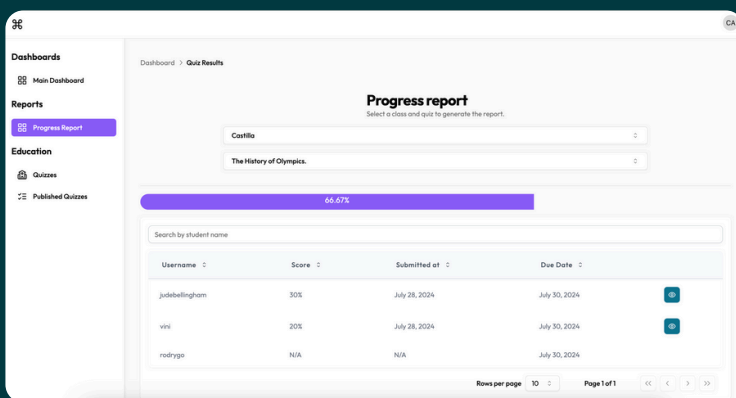 ⌘
CA
Dashboards
Main Dashboard
Reports
Progress Report
Education
Quizzes
Published Quizzes
Dashboard > Quiz Results
Progress report
Select a class and quiz to generate the report.
Castilla
The History of Olympics.
66.67%
Search by student name
Username Score Submitted at Due Date
judebellingham 30% July 28, 2024 July 30, 2024
vini 20% July 28, 2024 July 30, 2024
rodrygo N/A N/A July 30, 2024
Rows per page 10 Page 1 of 1 << < > >>